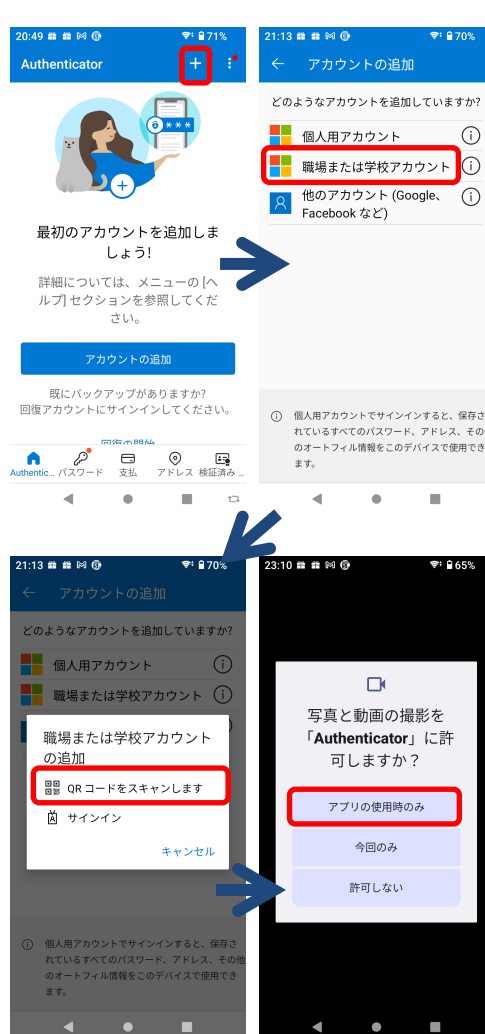 20:49
71%
Authenticator
最初のアカウントを追加しま
しょう!
詳細については、メニューの [ヘ
ルプ] セクションを参照してくだ
さい。
アカウントの追加
既にバックアップがありますか?
回復アカウントにサインインしてください。
回復の開始
Authentic...
パスワード
支払
アドレス
検証済み ...
21:13
70%
アカウントの追加
どのようなアカウントを追加していますか?
個人用アカウント
職場または学校アカウント
他のアカウント (Google、
Facebook など)
個人用アカウントでサインインすると、保存さ
れているすべてのパスワード、アドレス、その
のオートフィル情報をこのデバイスで使用でき
ます。
21:13
70%
アカウントの追加
どのようなアカウントを追加していますか?
個人用アカウント
職場または学校アカウント
職場または学校アカウント
の追加
QR コードをスキャンします
サインイン
キャンセル
個人用アカウントでサインインすると、保存さ
れているすべてのパスワード、アドレス、その他
のオートフィル情報をこのデバイスで使用でき
ます。
23:10
65%
写真と動画の撮影を
「Authenticator」に許
可しますか？
アプリの使用時のみ
今回のみ
許可しない